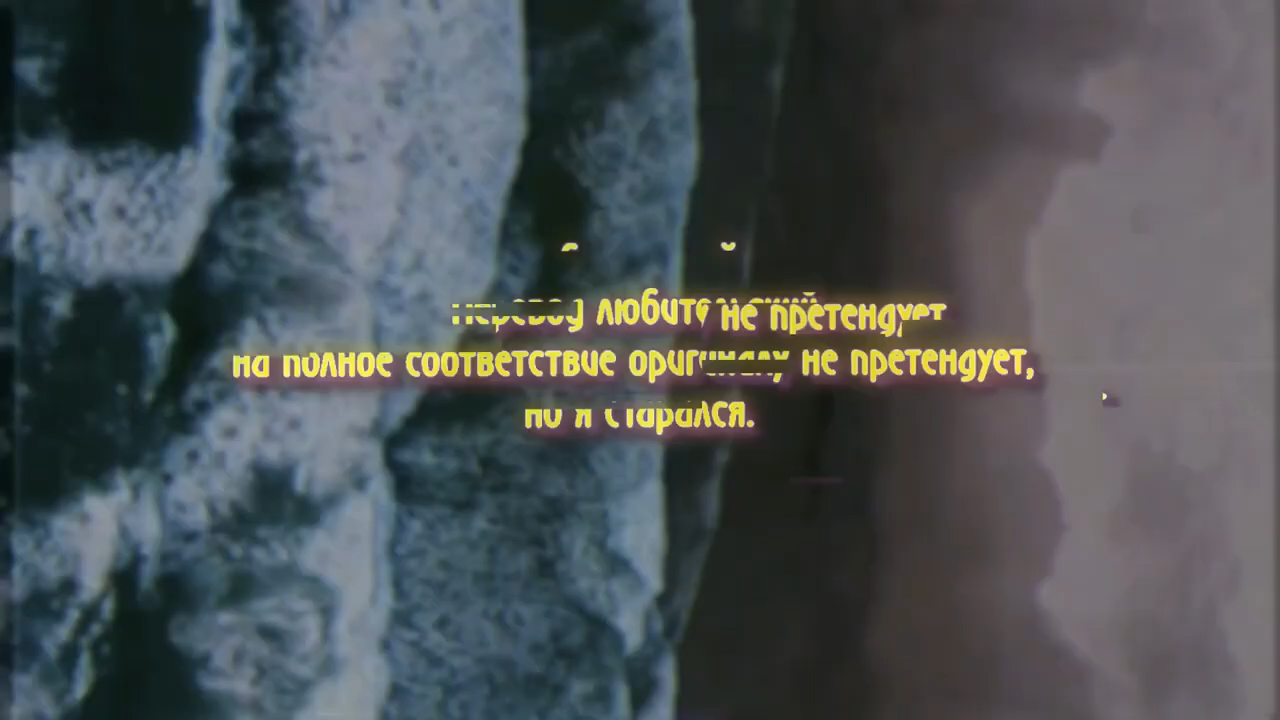 Перевод любительский не претендует
на полное соответствие оригиналу не претендует,
но я старался.